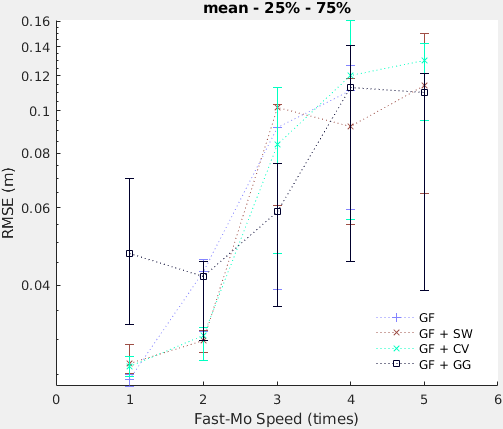 mean - 25% - 75%
0.16
0.14
0.12
0.1
0.08
0.06
0.04
RMSE (m)
GF
GF + SW
GF + CV
GF + GG
0 1 2 3 4 5 6
Fast-Mo Speed (times)